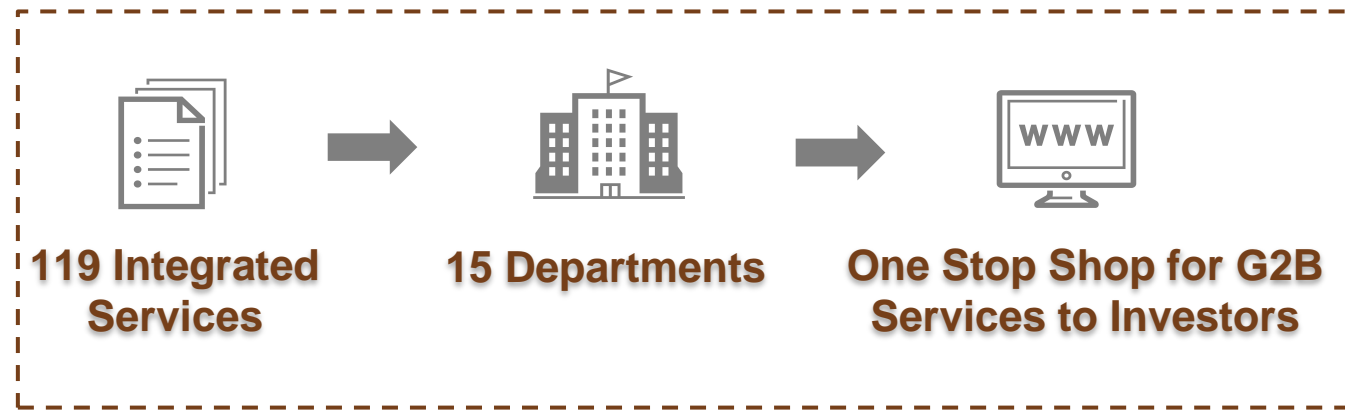 WWW
119 Integrated
Services
15 Departments
One Stop Shop for G2B
Services to Investors